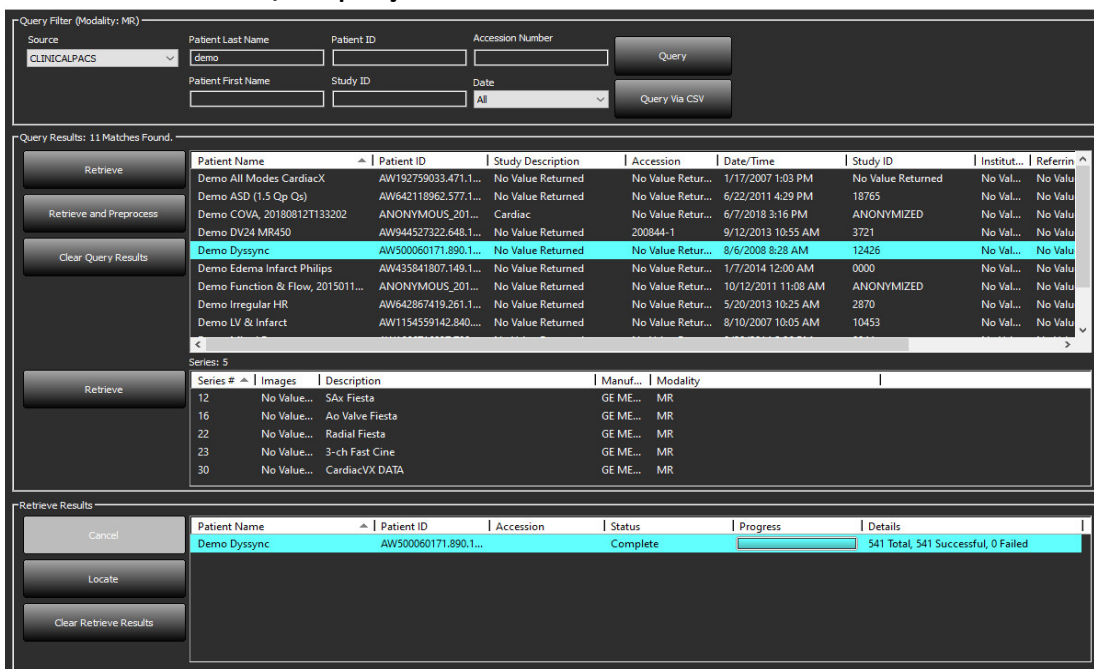 Query Filter (Modality: MR)
Source Patient Last Name Patient ID Accession Number
CLINICALPACS demo Query
Patient First Name Study ID Date
All Query Via CSV
Query Results: 11 Matches Found.
Retrieve
Retrieve and Preprocess
Clear Query Results
Patient Name Patient ID Study Description Accession Date/Time Study ID Institut... Referrin
Demo All Modes CardiacX AW192759033.471.1... No Value Returned No Value Retur... 1/17/2007 1:03 PM No Value Returned No Val... No Valu
Demo ASD (1.5 Qp Qs) AW642118962.577.1... No Value Returned No Value Retur... 6/22/2011 4:29 PM 18765 No Val... No Valu
Demo COVA, 20180812T133202 ANONYMOUS_201... Cardiac No Value Retur... 6/7/2018 3:16 PM ANONYMIZED No Val... No Valu
Demo DV24 MR450 AW944527322.648.1... No Value Returned 200844-1 9/12/2013 10:55 AM 3721 No Val... No Valu
Demo Dyssync AW500060171.890.1... No Value Returned No Value Retur... 8/6/2008 8:28 AM 12426 No Val... No Valu
Demo Edema Infarct Philips AW435841807.149.1... No Value Returned No Value Retur... 1/7/2014 12:00 AM 0000 No Val... No Valu
Demo Function & Flow, 2015011... ANONYMOUS_201... No Value Returned No Value Retur... 10/12/2011 11:08 AM ANONYMIZED No Val... No Valu
Demo Irregular HR AW642867419.261.1... No Value Returned No Value Retur... 5/20/2013 10:25 AM 2870 No Val... No Valu
Demo LV & Infarct AW1154559142.840.... No Value Returned No Value Retur... 8/10/2007 10:05 AM 10453 No Val... No Valu
Series: 5
Retrieve
Series # Images Description Manuf... Modality
12 No Value... SAx Fiesta GE ME... MR
16 No Value... Ao Valve Fiesta GE ME... MR
22 No Value... Radial Fiesta GE ME... MR
23 No Value... 3-ch Fast Cine GE ME... MR
30 No Value... CardiacVX DATA GE ME... MR
Retrieve Results
Cancel
Locate
Clear Retrieve Results
Patient Name Patient ID Accession Status Progress Details
Demo Dyssync AW500060171.890.1... Complete 541 Total, 541 Successful, 0 Failed